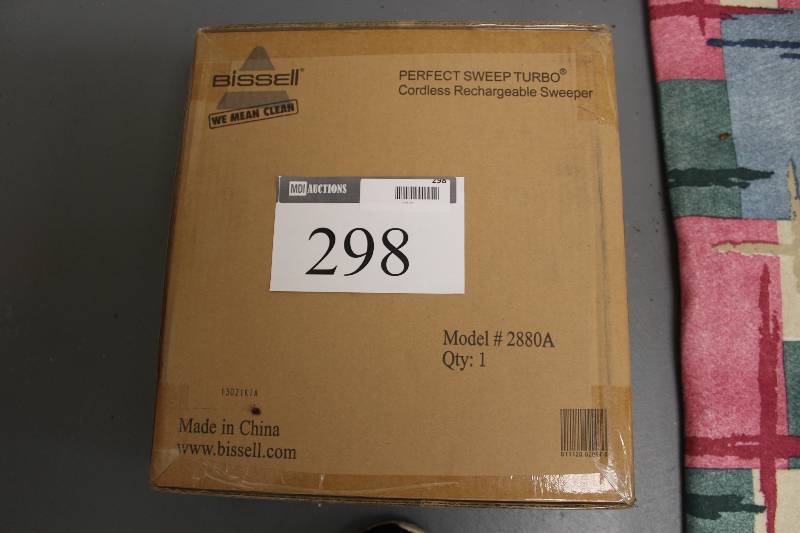 BISSELL
WE MEAN CLEAN
PERFECT SWEEP TURBO®
Cordless Rechargeable Sweeper
MDI AUCTIONS
298
298
Model # 2880A
Qty: 1
Made in China
www.bissell.com